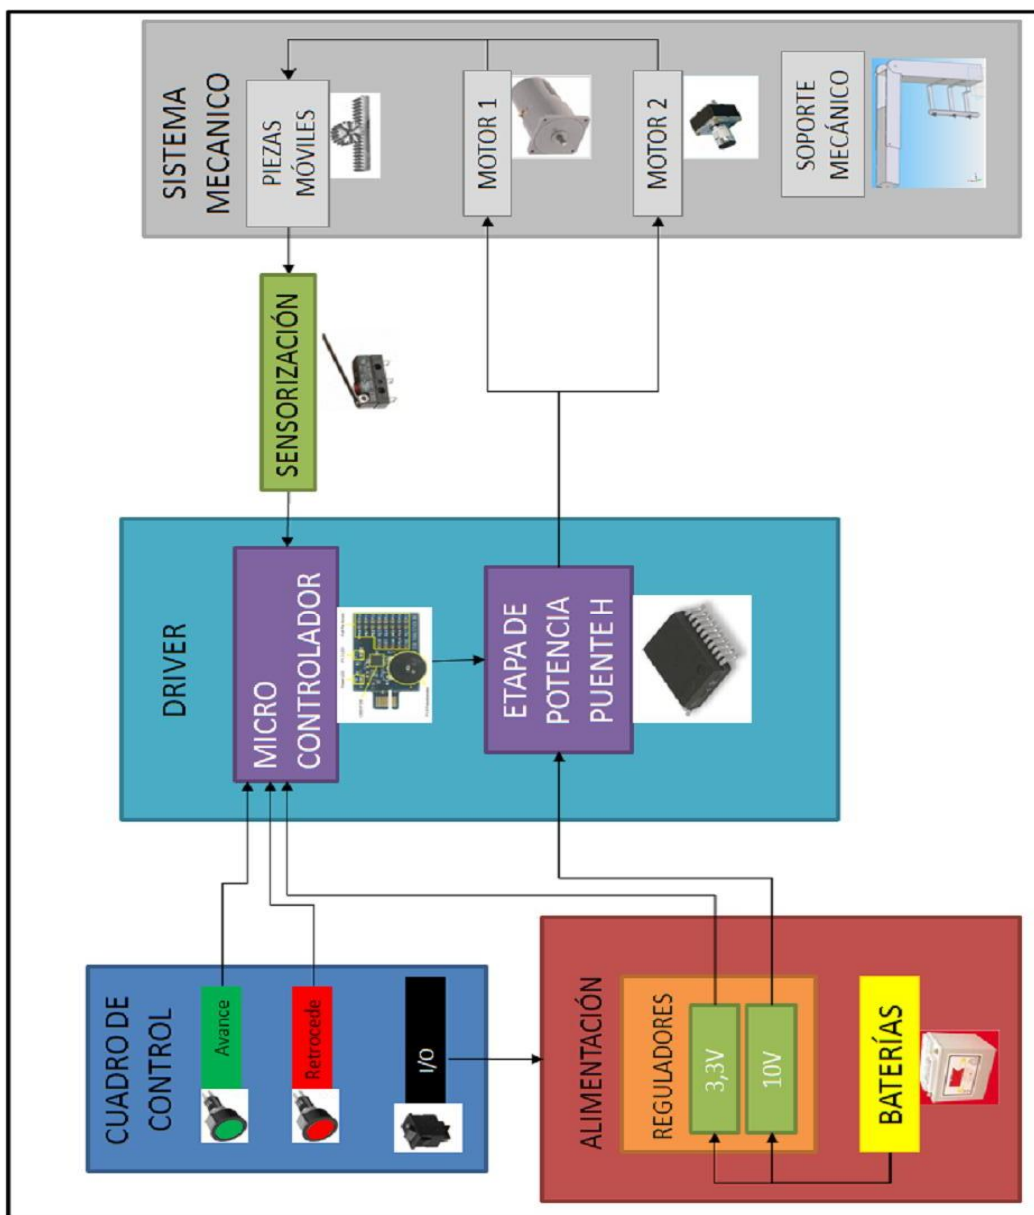 CUADRO DE
CONTROL
Avance
Retrocede
I/O
ALIMENTACIÓN
REGULADORES
3,3V
10V
BATERÍAS
DRIVER
MICRO
CONTROLADOR
ETAPA DE
POTENCIA
PUENTE H
SENSORIZACIÓN
SISTEMA
MECANICO
PIEZAS
MÓVILES
MOTOR 1
MOTOR 2
SOPORTE
MECÁNICO